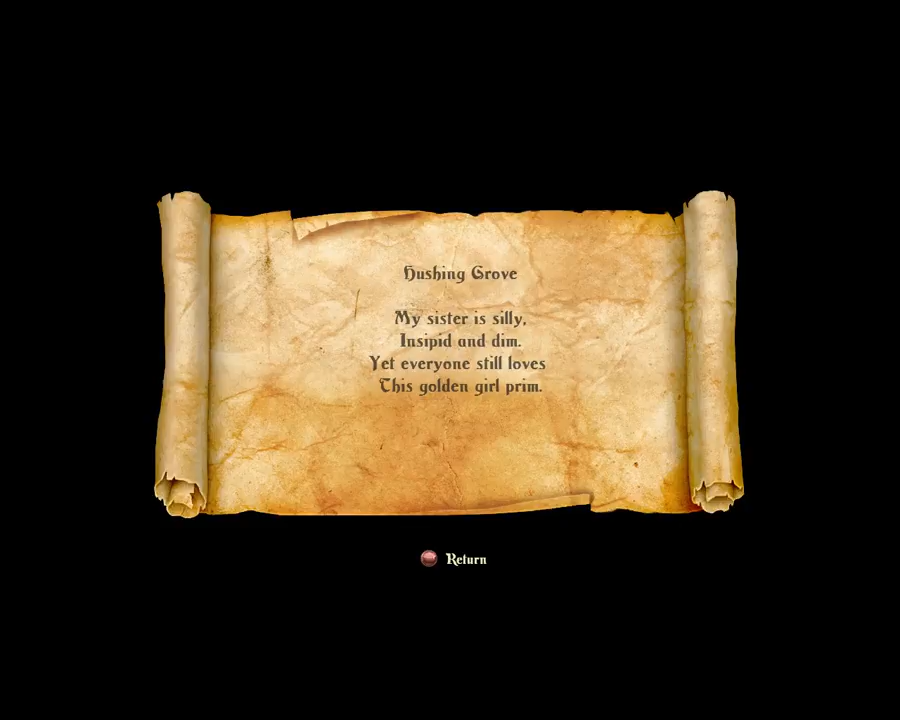 Hushing Grove
My sister is silly,
Insipid and dim.
Yet everyone still loves
This golden girl prim.
Return